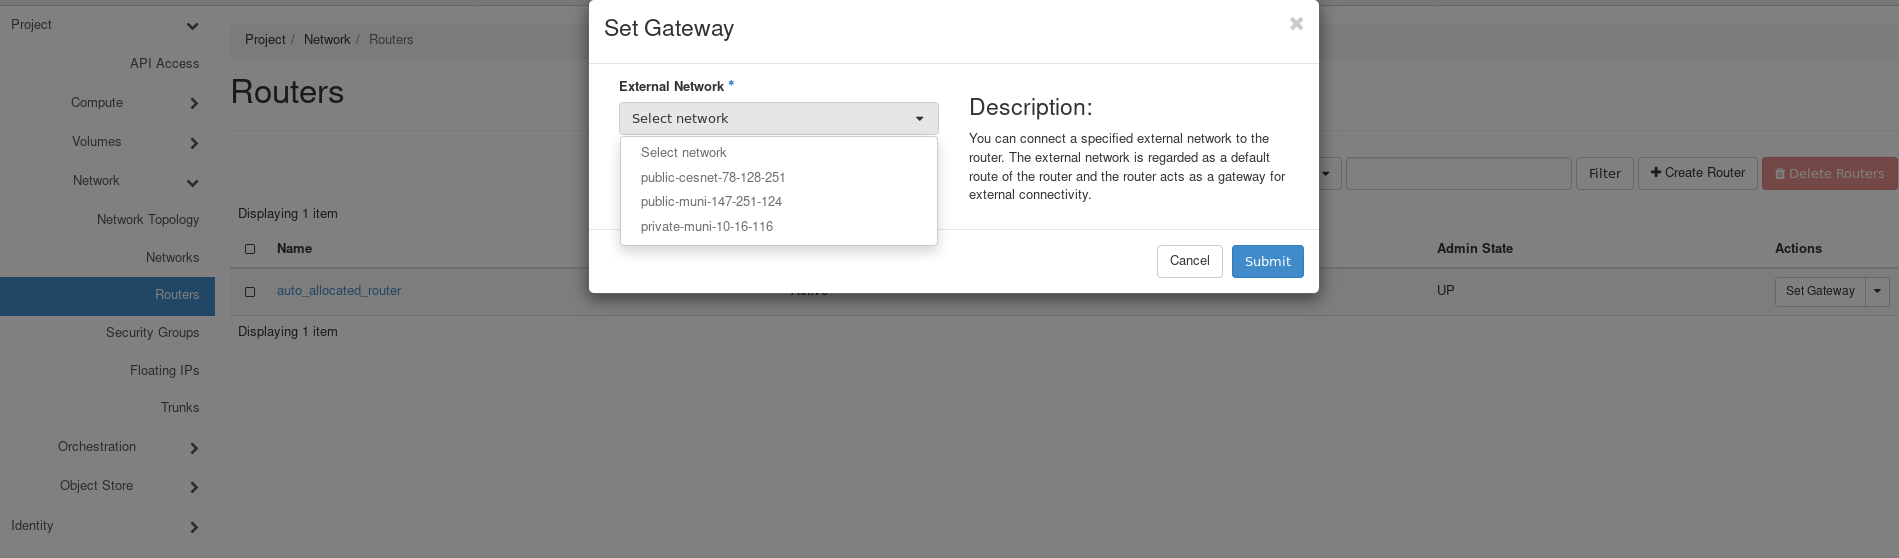 Project
API Access
Compute
Volumes
Network
Network Topology
Networks
Routers
Security Groups
Floating IPs
Trunks
Orchestration
Object Store
Identity
Project / Network / Routers
Routers
Set Gateway
External Network *
Select network
Select network
public-cesnet-78-128-251
public-muni-147-251-124
private-muni-10-16-116
Description:
You can connect a specified external network to the
router. The external network is regarded as a default
route of the router and the router acts as a gateway for
external connectivity.
Cancel Submit
Filter Create Router Delete Routers
Displaying 1 item
Name Admin State Actions
auto_allocated_router UP Set Gateway
Displaying 1 item